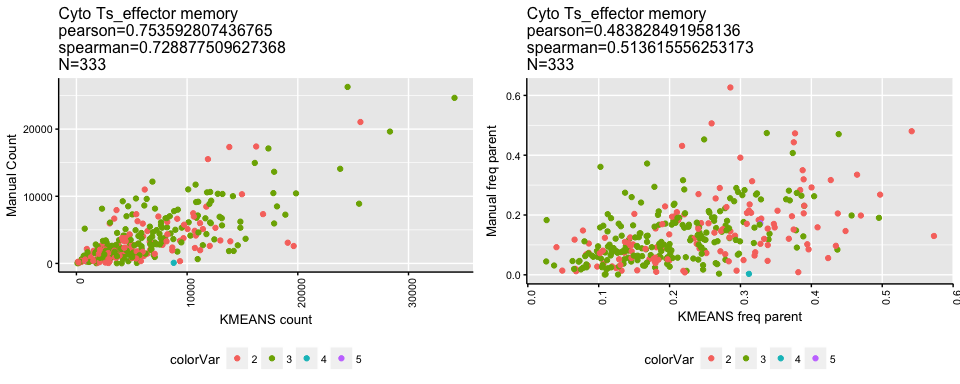 Cyto Ts_effector memory
pearson=0.753592807436765
spearman=0.728877509627368
N=333
Manual Count
20000
10000
0
0
10000
20000
30000
KMEANS count
colorVar 2 3 4 5
Cyto Ts_effector memory
pearson=0.483828491958136
spearman=0.513615556253173
N=333
Manual freq parent
0.6
0.4
0.2
0.0
0.0
0.1
0.2
0.3
0.4
0.5
0.6
KMEANS freq parent
colorVar 2 3 4 5